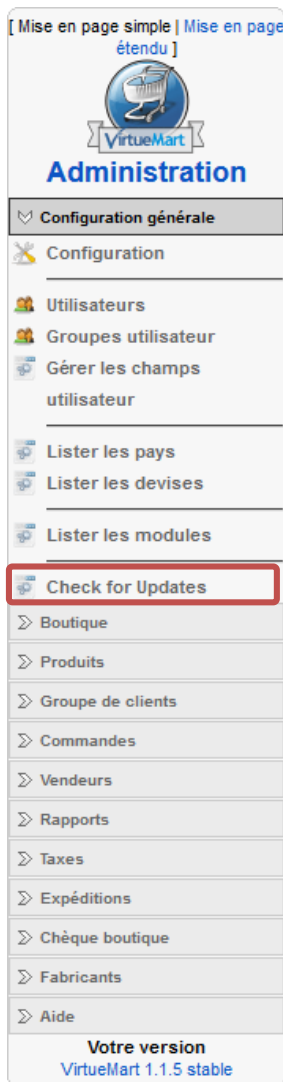 [ Mise en page simple | Mise en page
étendu ]
VirtueMart
Administration
Configuration générale
Configuration
Utilisateurs
Groupes utilisateur
Gérer les champs
utilisateur
Lister les pays
Lister les devises
Lister les modules
Check for Updates
Boutique
Produits
Groupe de clients
Commandes
Vendeurs
Rapports
Taxes
Expéditions
Chèque boutique
Fabricants
Aide
Votre version
VirtueMart 1.1.5 stable